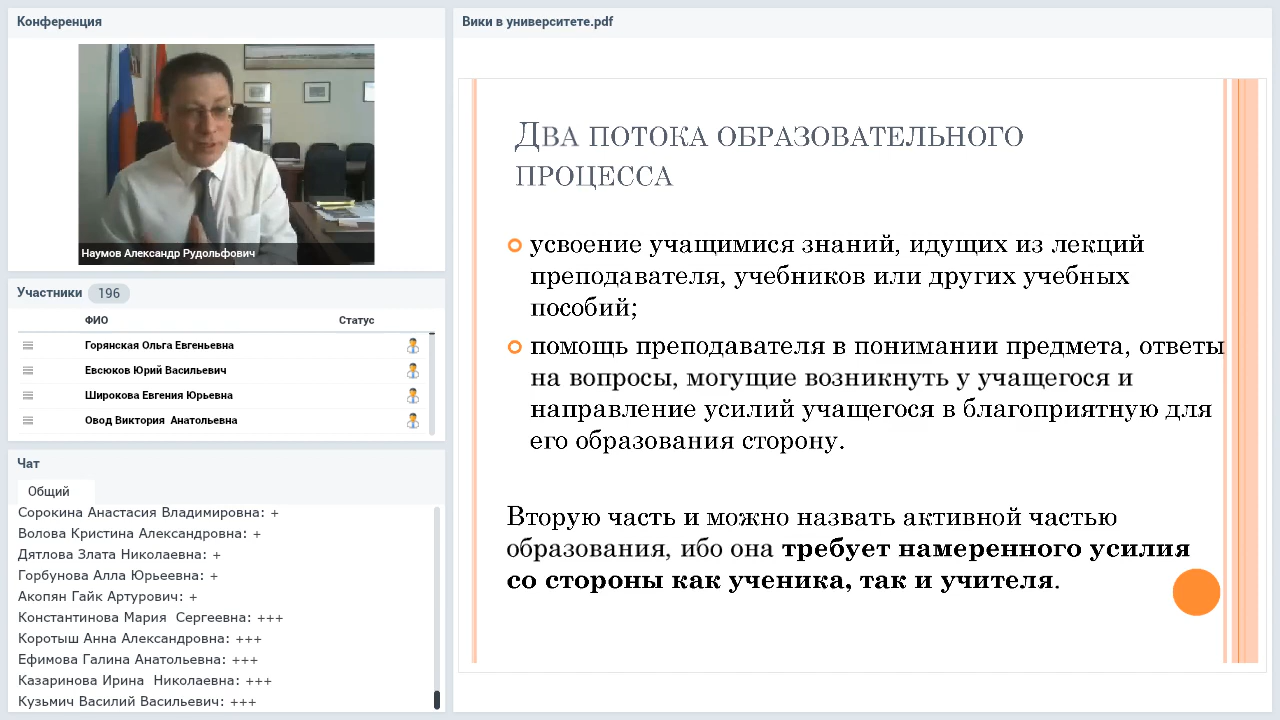 Конференция
Наумов Александр Рудольфович
Участники 196
ФИО Статус
Горянская Ольга Евгеньевна
Евсюков Юрий Васильевич
Широкова Евгения Юрьевна
Овод Виктория Анатольевна
Чат
Общий
Сорокина Анастасия Владимировна: +
Волова Кристина Александровна: +
Дятлова Злата Николаевна: +
Горбунова Алла Юрьеевна: +
Акопян Гайк Артурович: +
Константинова Мария Сергеевна: +++
Коротыш Анна Александровна: +++
Ефимова Галина Анатольевна: +++
Казаринова Ирина Николаевна: +++
Кузьмич Василий Васильевич: +++
Вики в университете.pdf
Два потока образовательного
процесса
усвоение учащимися знаний, идущих из лекций
преподавателя, учебников или других учебных
пособий;
помощь преподавателя в понимании предмета, ответы
на вопросы, могущие возникнуть у учащегося и
направление усилий учащегося в благоприятную для
его образования сторону.
Вторую часть и можно назвать активной частью
образования, ибо она требует намеренного усилия
со стороны как ученика, так и учителя.